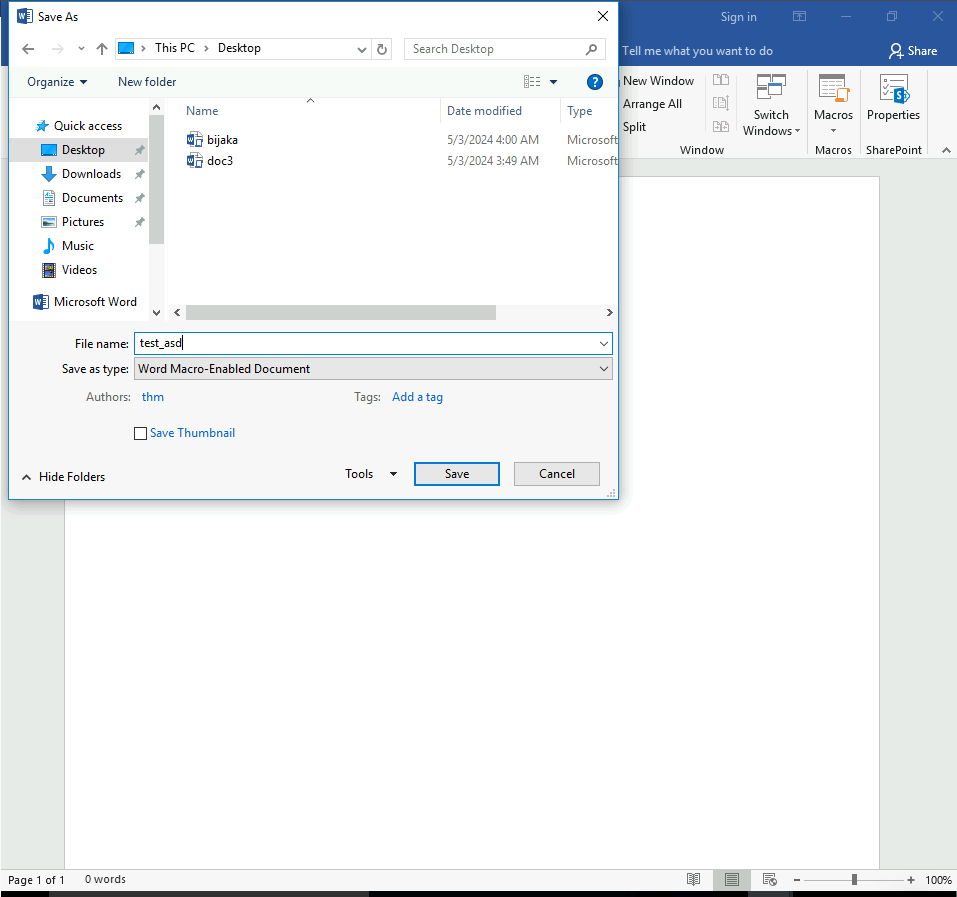 Save As
Sign in
This PC > Desktop
Search Desktop
Tell me what you want to do
Share
Organize
New folder
?
Name
Date modified
Type
bijaka
5/3/2024 4:00 AM
Microsoft
doc3
5/3/2024 3:49 AM
Microsoft
Quick access
Desktop
Downloads
Documents
Pictures
Music
Videos
Microsoft Word
New Window
Arrange All
Split
Switch
Windows
Window
Macros
Macros
Properties
SharePoint
File name:
test_asd
Save as type:
Word Macro-Enabled Document
Authors:
thm
Tags:
Add a tag
Save Thumbnail
Hide Folders
Tools
Save
Cancel
Page 1 of 1
0 words
100%